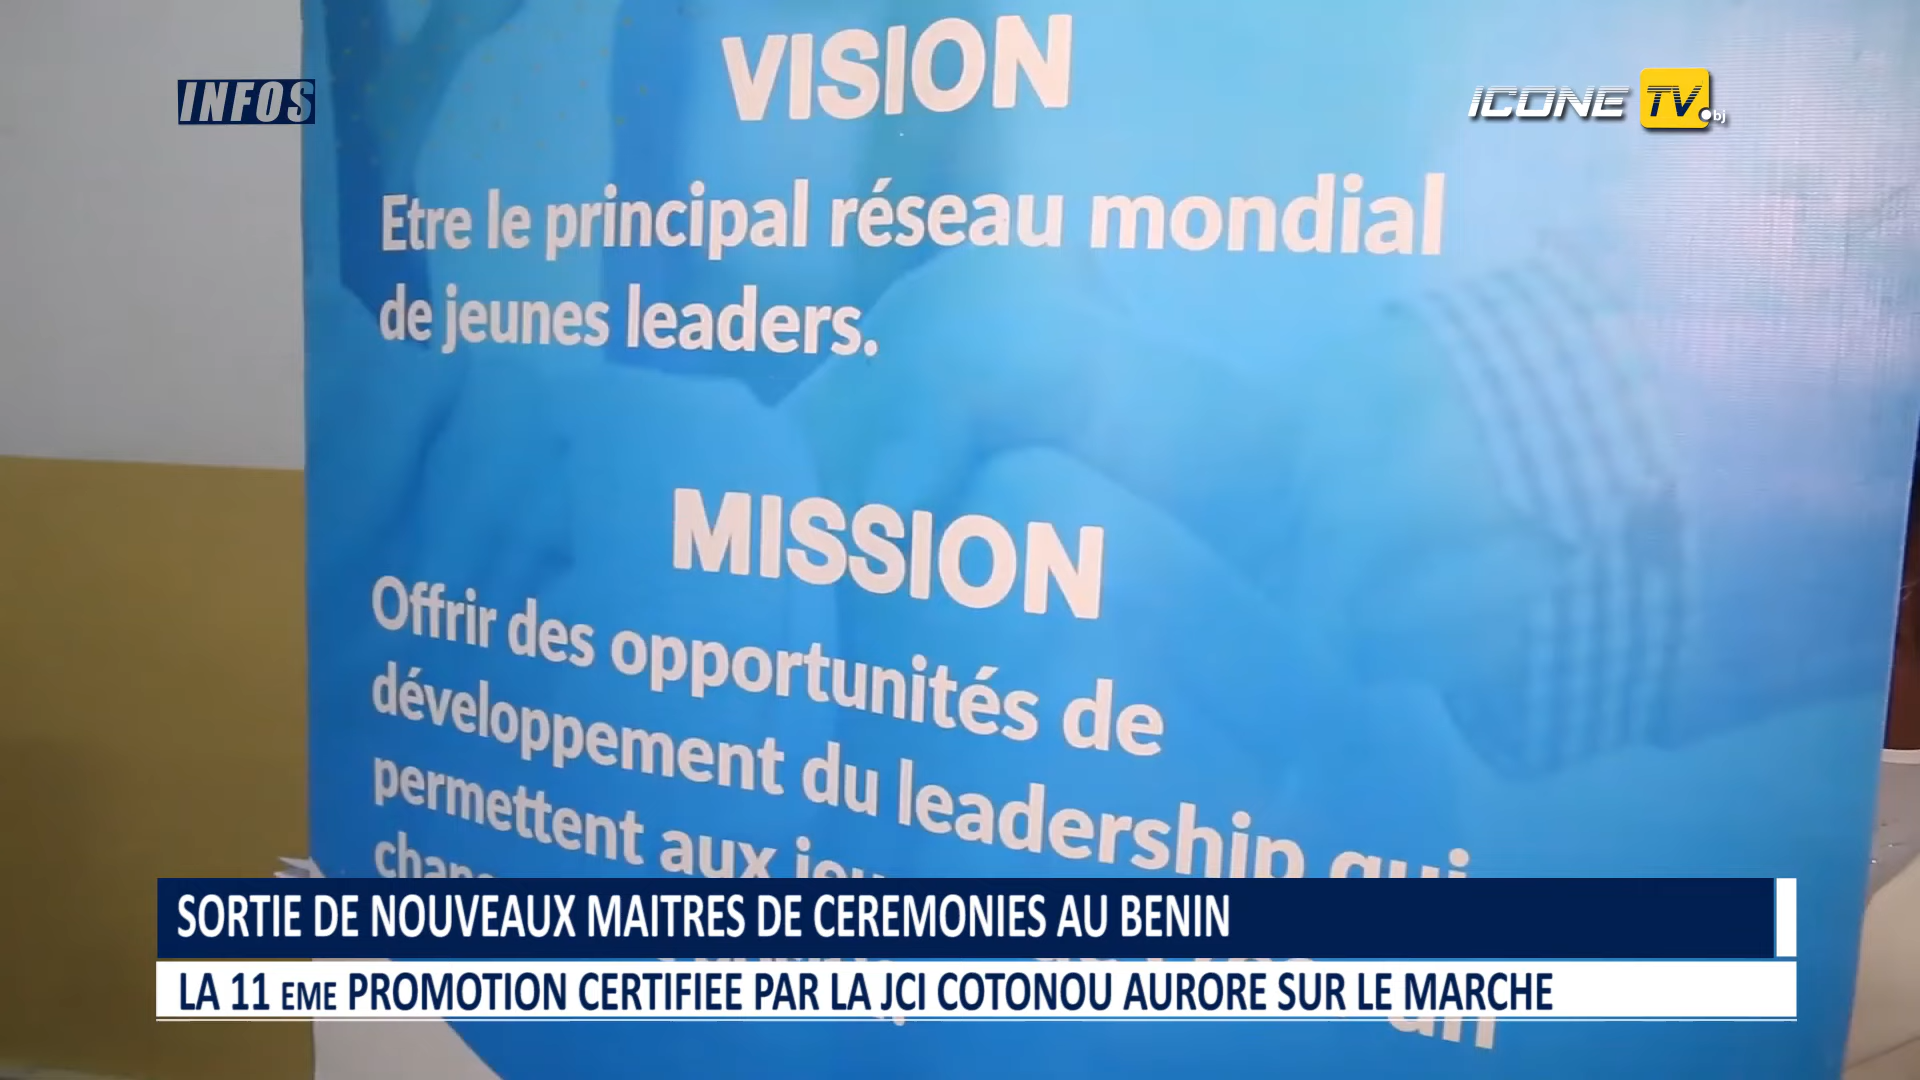 VISION
INFOS
ICONE TV.bj
Etre le principal réseau mondial
de jeunes leaders.
MISSION
Offrir des opportunités de
développement du leadership qui
permettent aux
SORTIE DE NOUVEAUX MAITRES DE CEREMONIES AU BENIN
LA 11 EME PROMOTION CERTIFIEE PAR LA JCI COTONOU AURORE SUR LE MARCHE